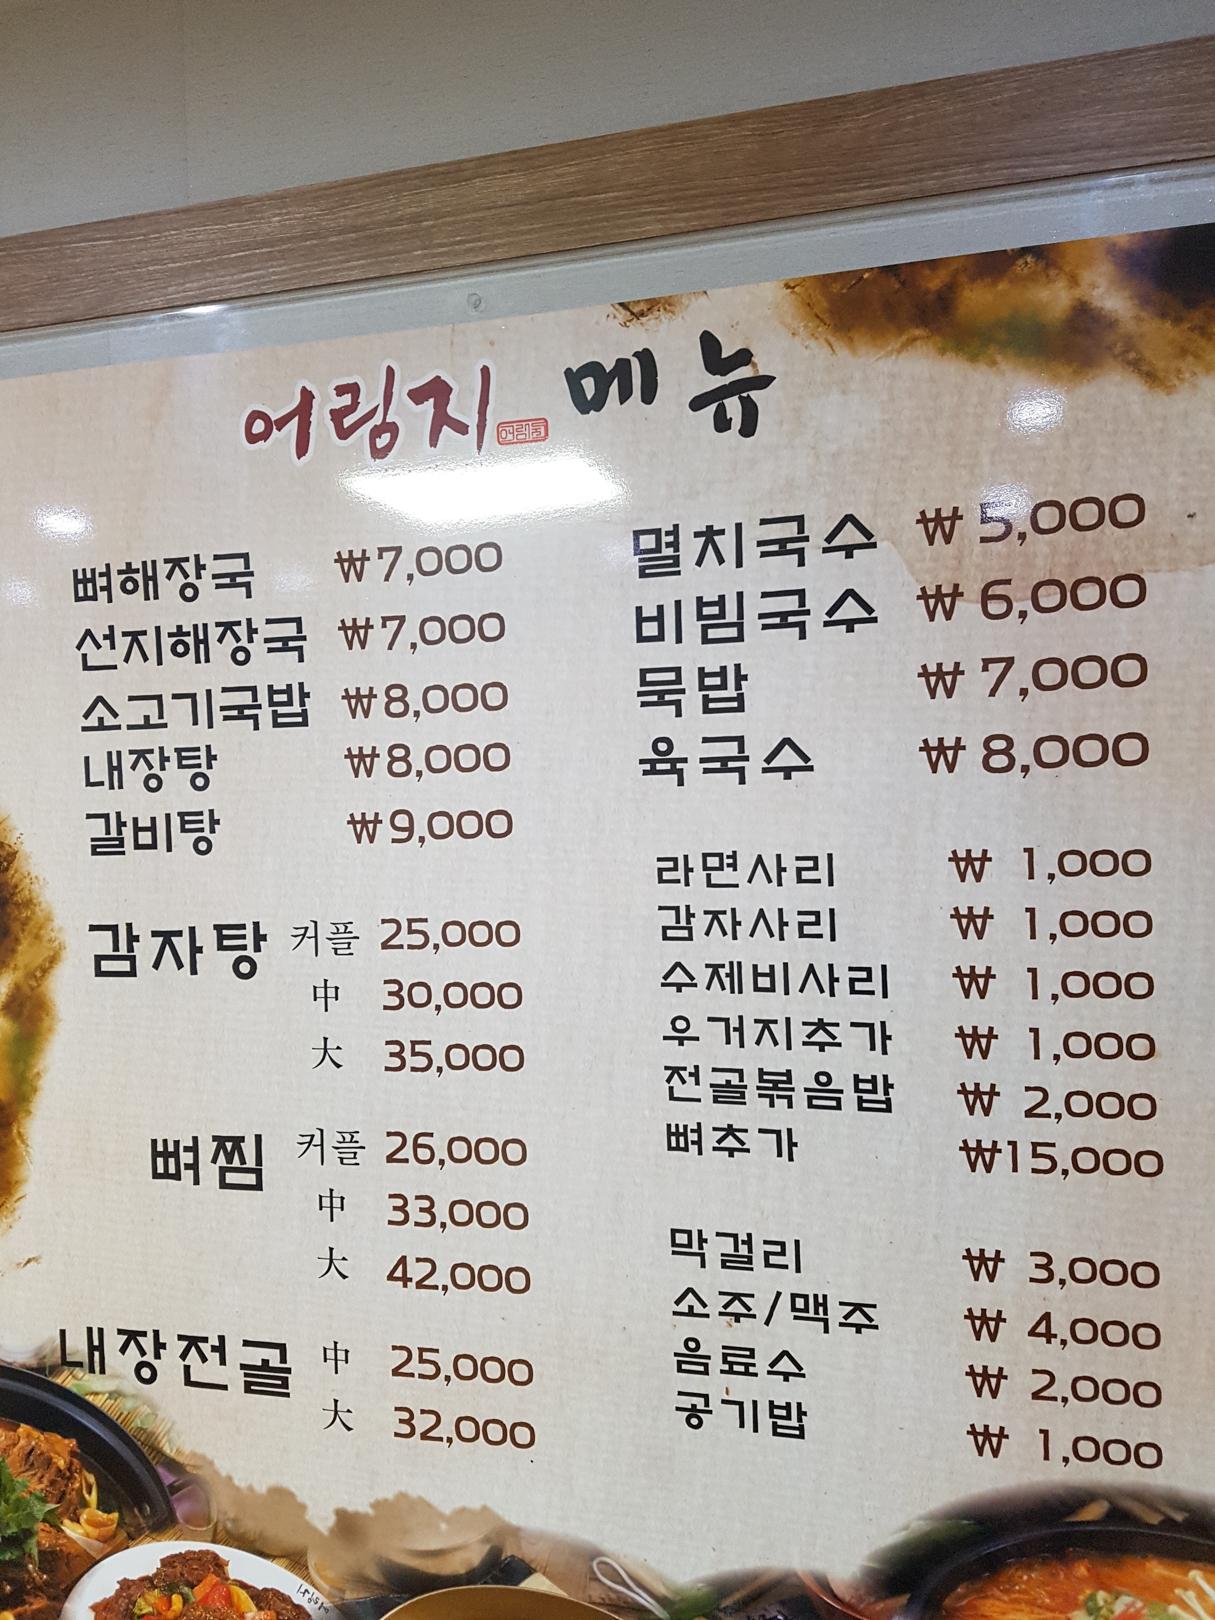 어링지 메뉴
뼈해장국 ₩7,000
선지해장국 ₩7,000
소고기국밥 ₩8,000
내장탕 ₩8,000
갈비탕 ₩9,000
감자탕 커플 25,000
中 30,000
大 35,000
뼈찜 커플 26,000
中 33,000
大 42,000
내장전골 中 25,000
大 32,000
멸치국수 ₩ 5,000
비빔국수 ₩ 6,000
묵밥 ₩ 7,000
육국수 ₩ 8,000
라면사리 ₩ 1,000
감자사리 ₩ 1,000
수제비사리 ₩ 1,000
우거지추가 ₩ 1,000
전골볶음밥 ₩ 2,000
뼈추가 ₩15,000
막걸리 ₩ 3,000
소주/맥주 ₩ 4,000
음료수 ₩ 2,000
공기밥 ₩ 1,000